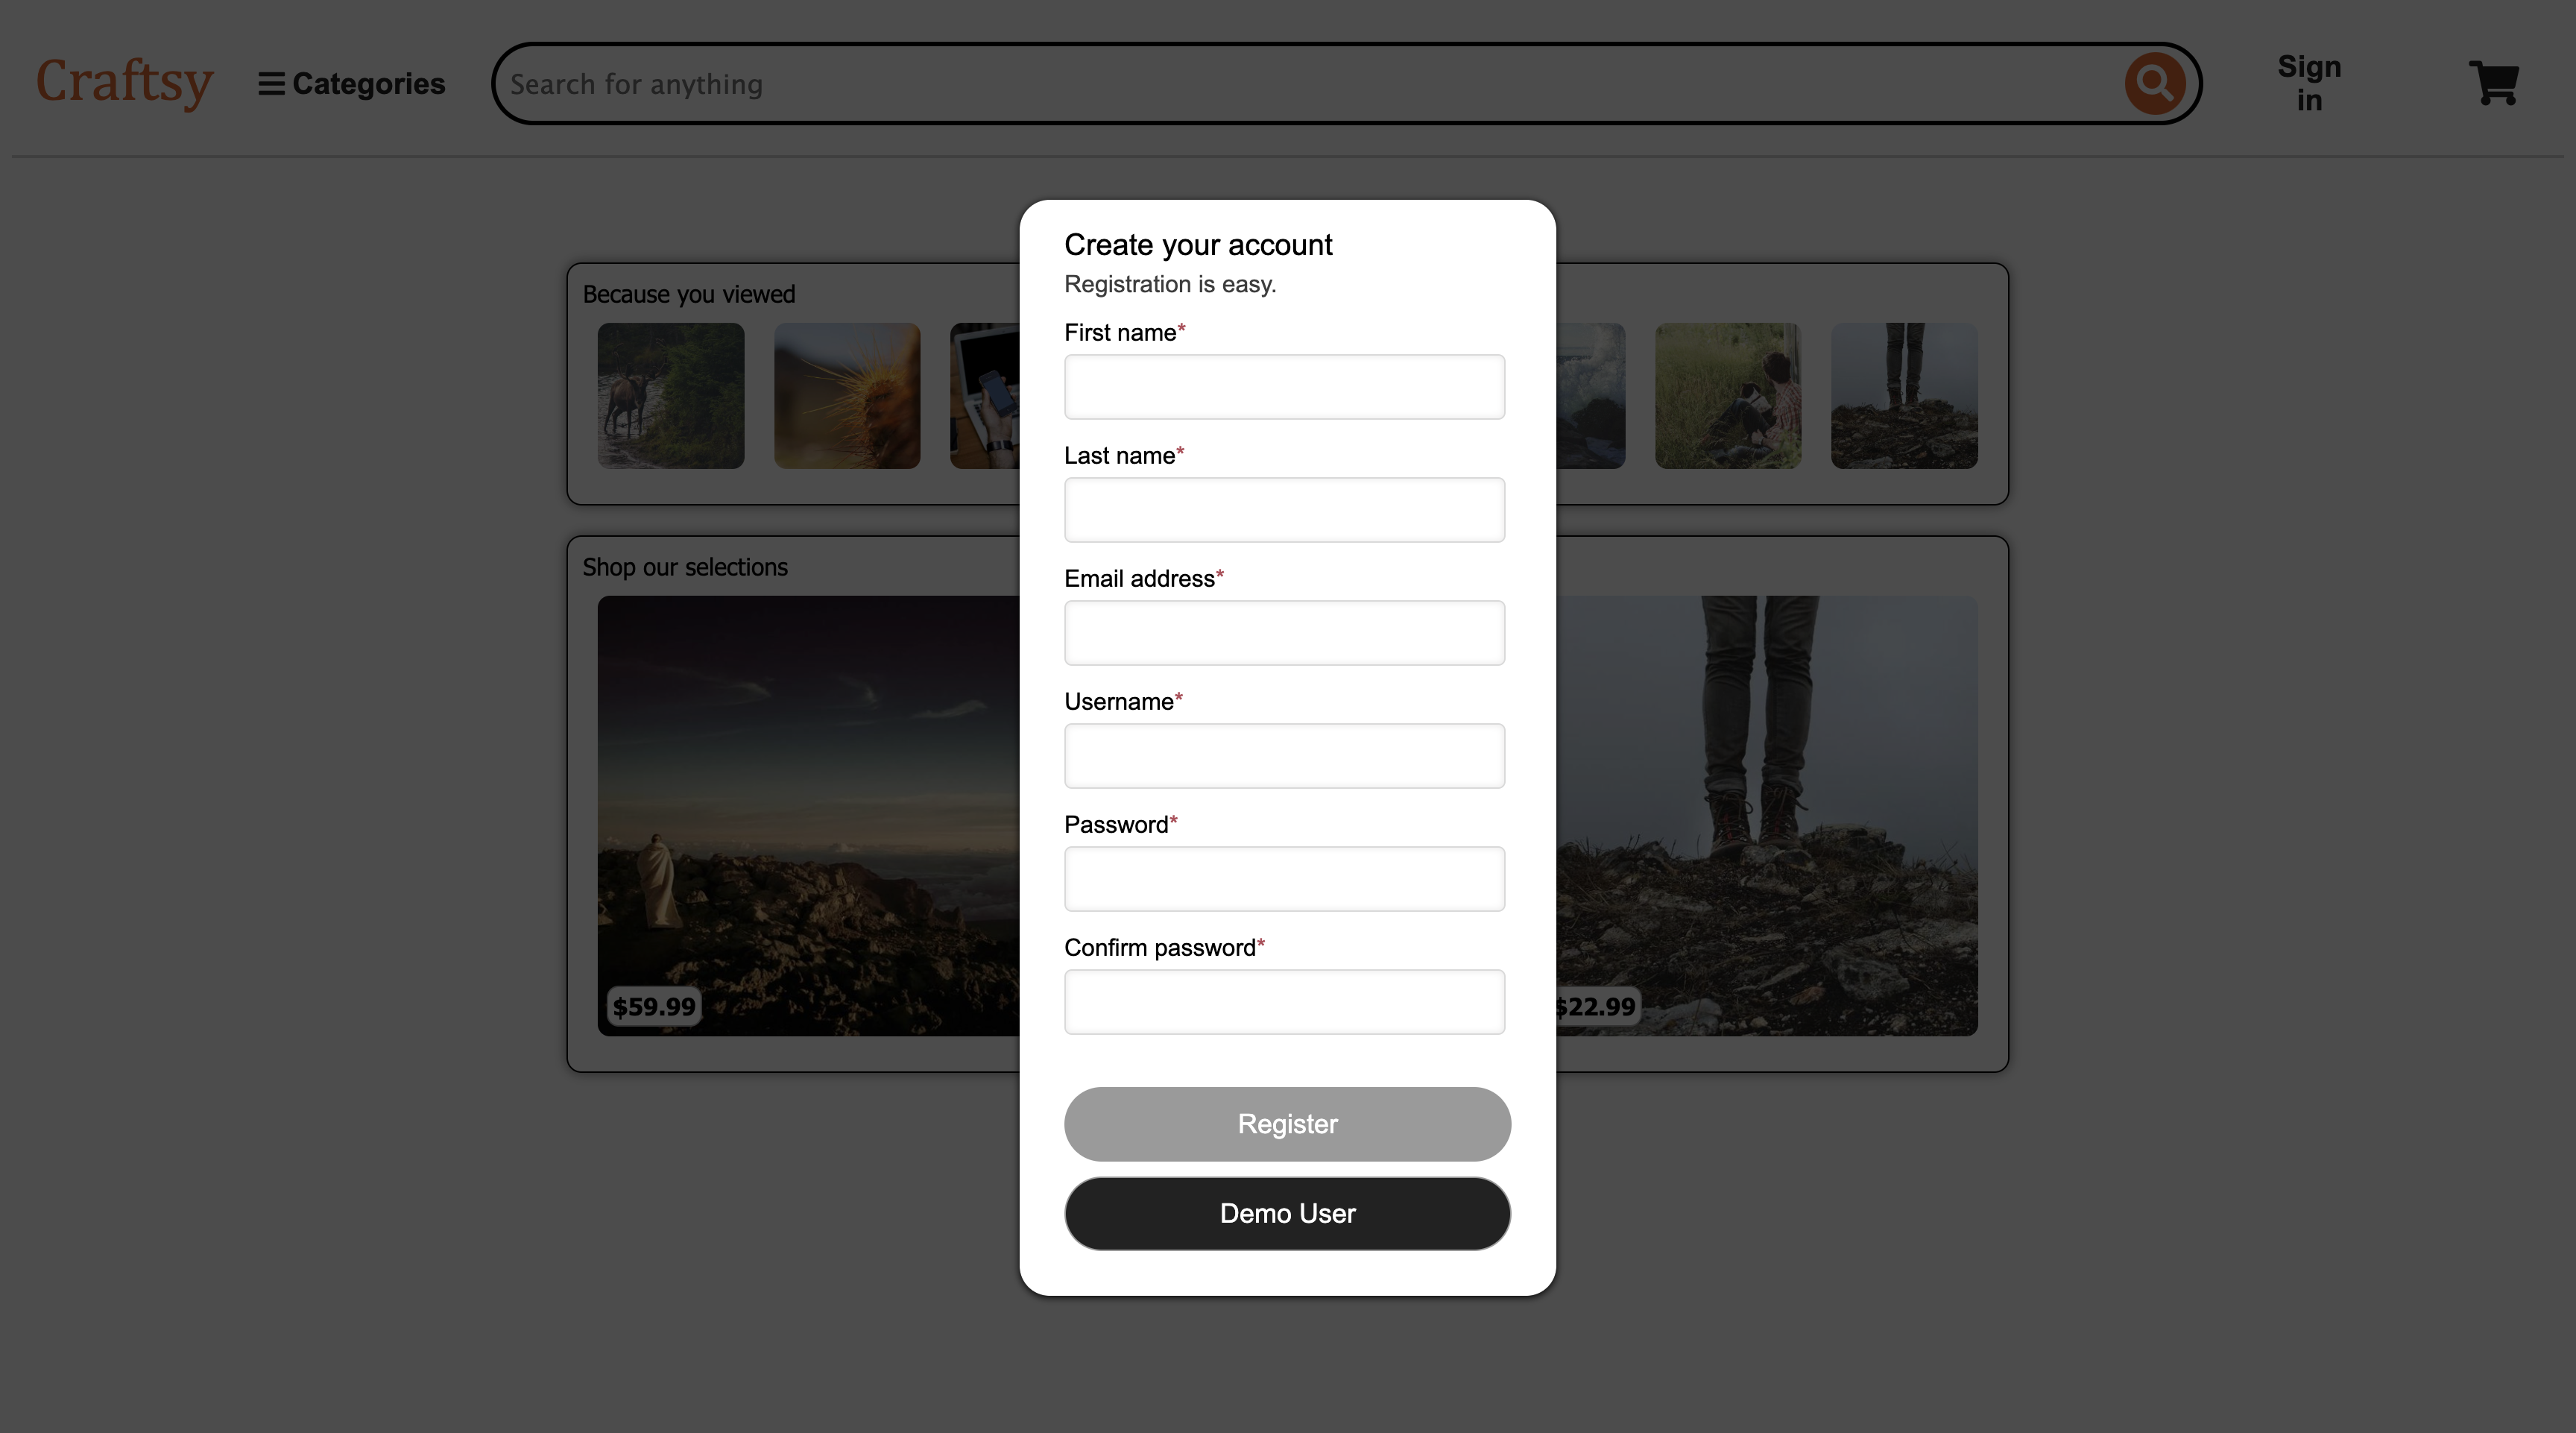 Craftsy
Categories
Search for anything
Sign
in
Because you viewed
Shop our selections
$59.99
$22.99
Create your account
Registration is easy.
First name*
Last name*
Email address*
Username*
Password*
Confirm password*
Register
Demo User